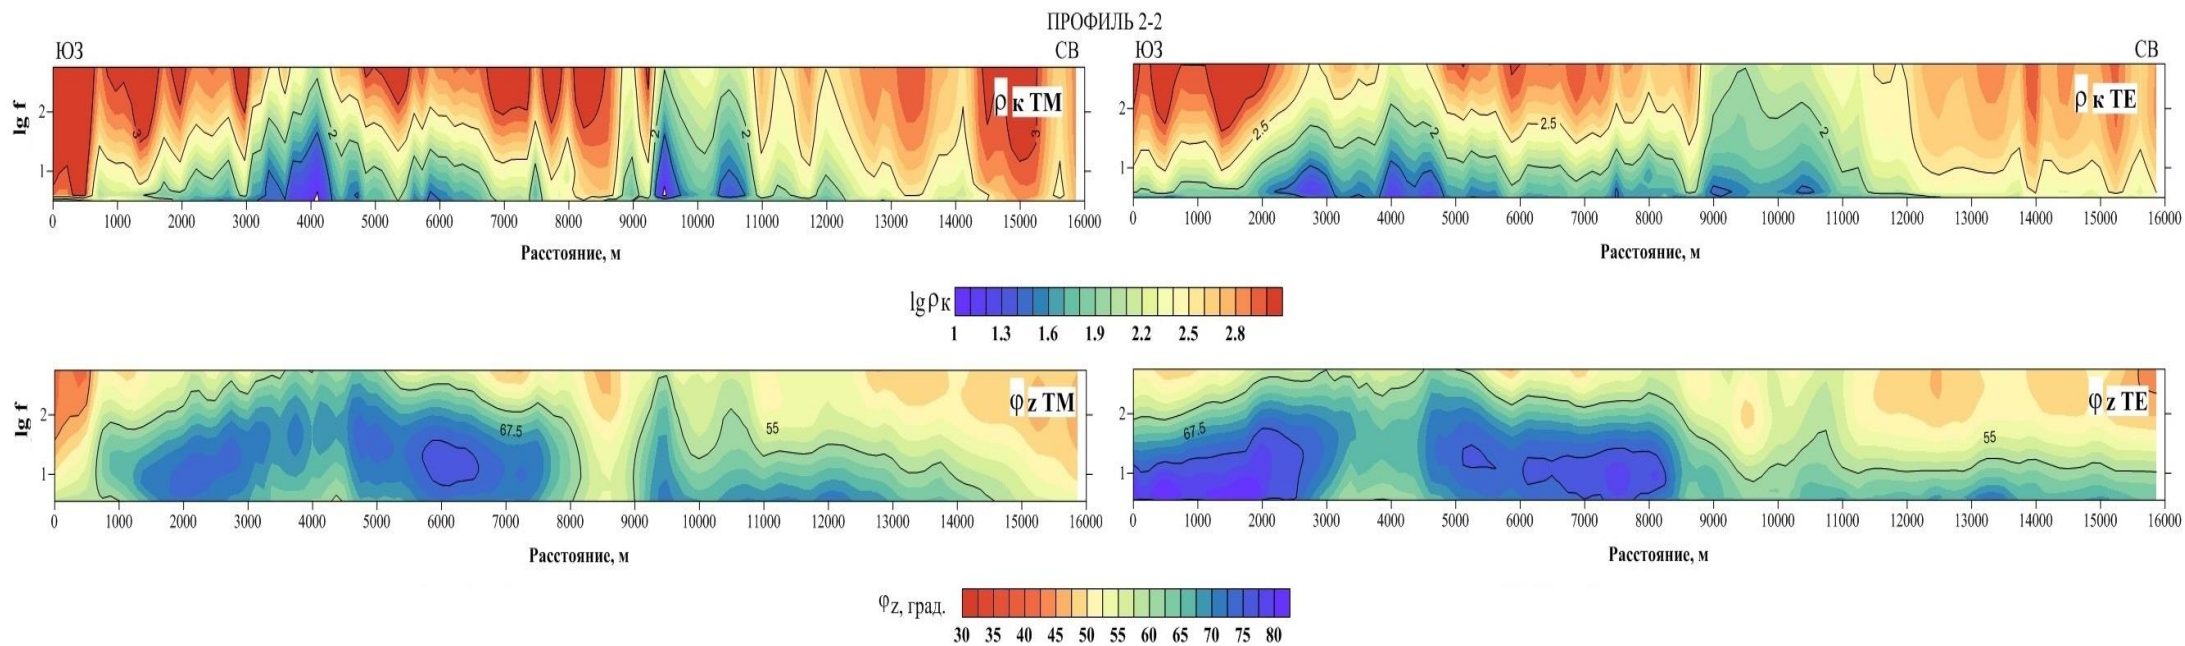 ПРОФИЛЬ 2-2
ЮЗ СВ ЮЗ СВ
lg f 2 1 3 2 2 2 3 ρ к TM
2 1 2.5 2 2.5 2 ρ к TE
0 1000 2000 3000 4000 5000 6000 7000 8000 9000 10000 11000 12000 13000 14000 15000 16000
0 1000 2000 3000 4000 5000 6000 7000 8000 9000 10000 11000 12000 13000 14000 15000 16000
Расстояние, м Расстояние, м
lg ρ к
1 1.3 1.6 1.9 2.2 2.5 2.8
lg f 2 1 67.5 55 φ z TM
2 1 67.5 55 φ z TE
0 1000 2000 3000 4000 5000 6000 7000 8000 9000 10000 11000 12000 13000 14000 15000 16000
0 1000 2000 3000 4000 5000 6000 7000 8000 9000 10000 11000 12000 13000 14000 15000 16000
Расстояние, м Расстояние, м
φz, град.
30 35 40 45 50 55 60 65 70 75 80